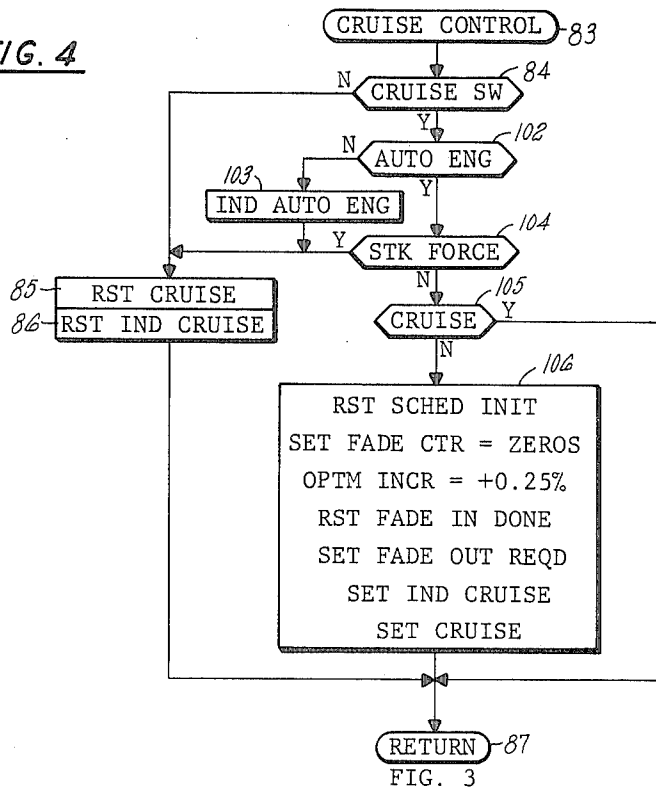 FIG. 4
CRUISE CONTROL
83
84
N
CRUISE SW
Y
102
N
AUTO ENG
103
Y
IND AUTO ENG
104
Y
STK FORCE
N
105
85
RST CRUISE
CRUISE
Y
86
RST IND CRUISE
N
106
RST SCHED INIT
SET FADE CTR = ZEROS
OPTM INCR = +0.25%
RST FADE IN DONE
SET FADE OUT REQD
SET IND CRUISE
SET CRUISE
RETURN
87
FIG. 3